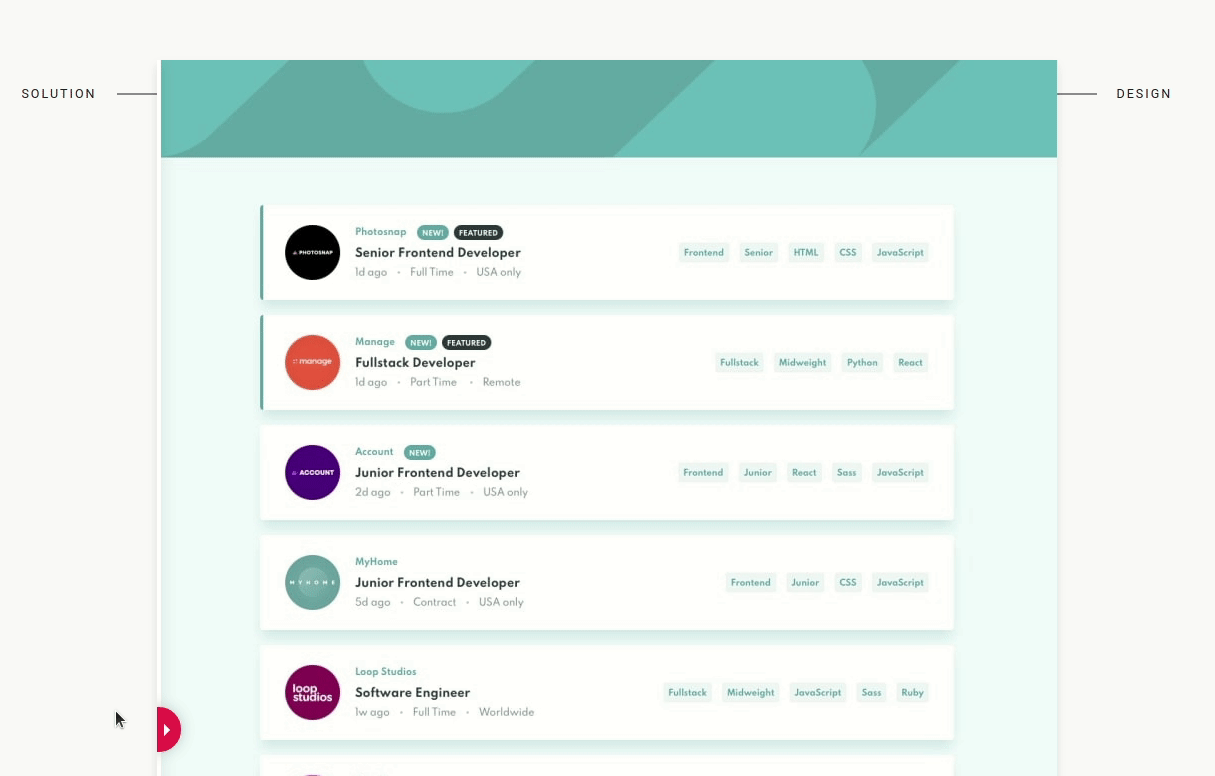 SOLUTION
DESIGN
PHOTOSNAP
Photosnap NEW! FEATURED
Senior Frontend Developer
1d ago • Full Time • USA only
Frontend Senior HTML CSS JavaScript
manage
Manage NEW! FEATURED
Fullstack Developer
1d ago • Part Time • Remote
Fullstack Midweight Python React
ACCOUNT
Account NEW!
Junior Frontend Developer
2d ago • Part Time • USA only
Frontend Junior React Sass JavaScript
MYHOME
MyHome
Junior Frontend Developer
5d ago • Contract • USA only
Frontend Junior CSS JavaScript
loop
studios
Loop Studios
Software Engineer
1w ago • Full Time • Worldwide
Fullstack Midweight JavaScript Sass Ruby